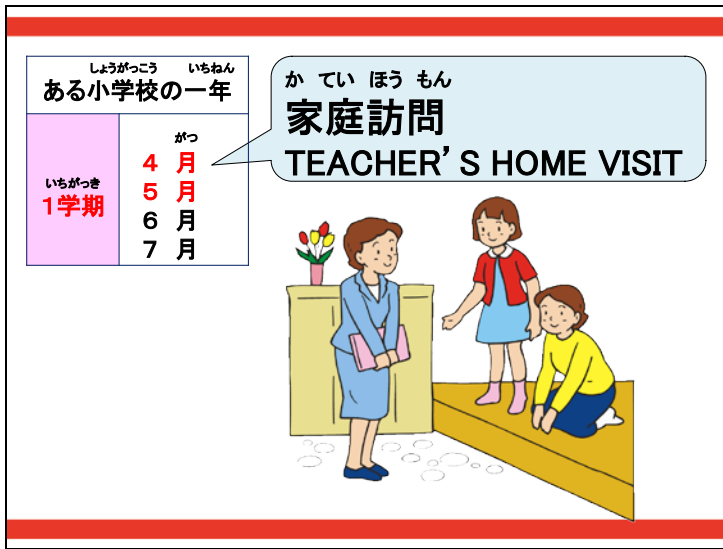 しょうがっこう いちねん
ある小学校の一年
いちがっき
1学期
がつ
4 月
5 月
6 月
7 月
か てい ほう もん
家庭訪問
TEACHER’S HOME VISIT